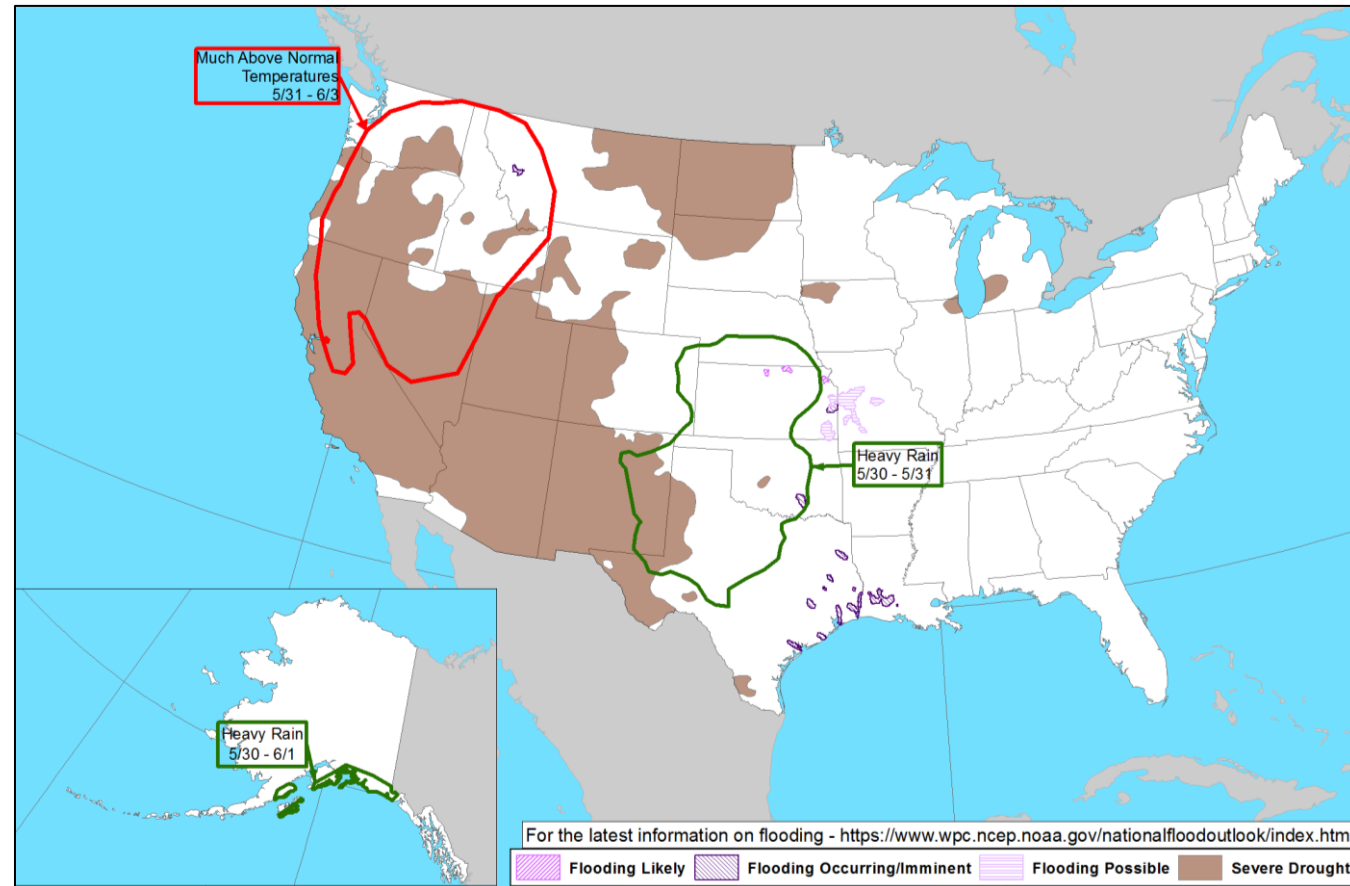 Much Above Normal
Temperatures
5/31 - 6/3
Heavy Rain
5/30 - 5/31
Heavy Rain
5/30 - 6/1
For the latest information on flooding - https://www.wpc.ncep.noaa.gov/nationalfloodoutlook/index.htm
Flooding Likely Flooding Occurring/Imminent Flooding Possible Severe Drought